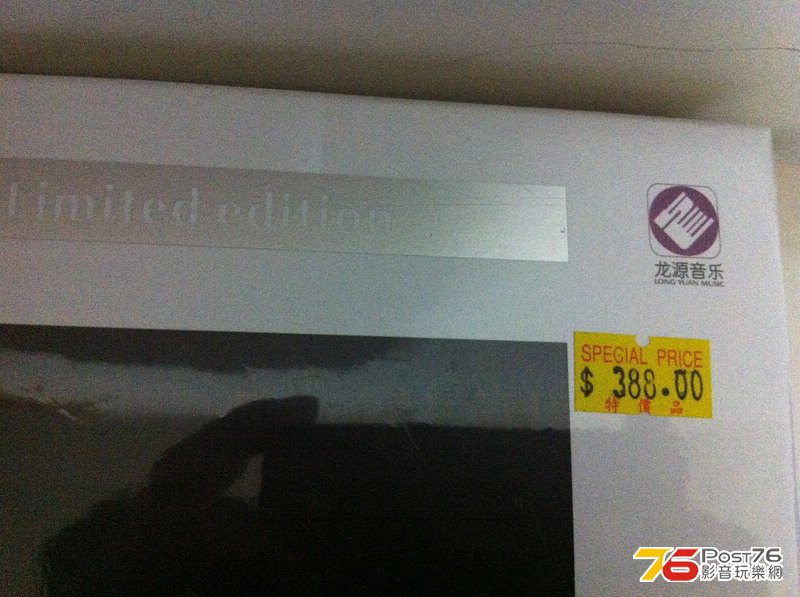 Limited edition
龙源音乐
LONG YUAN MUSIC
SPECIAL PRICE
$ 388.00
特價品
76 POST76
影音玩樂網